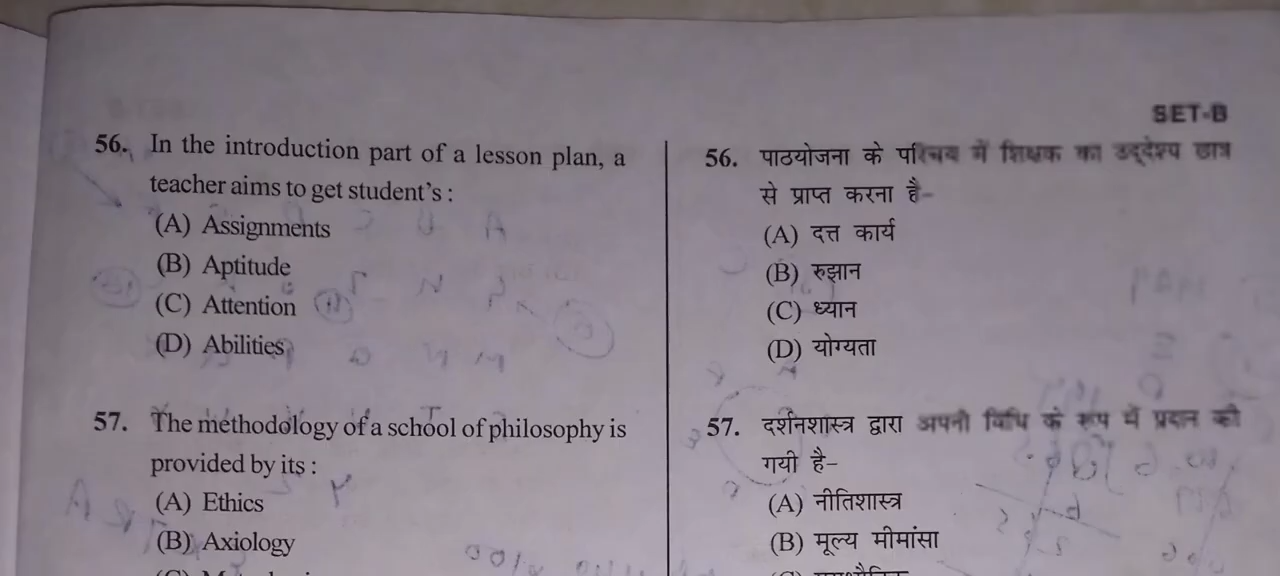 SET-B
56. In the introduction part of a lesson plan, a
teacher aims to get student's :
(A) Assignments
(B) Aptitude
(C) Attention
(D) Abilities
57. The methodology of a school of philosophy is
provided by its :
(A) Ethics
(B) Axiology
56. पाठयोजना के परिचय में शिक्षक का उद्देश्य छात्र
से प्राप्त करना है-
(A) दत्त कार्य
(B) रुझान
(C) ध्यान
(D) योग्यता
57. दर्शनशास्त्र द्वारा अपनी विधि के रूप में प्रदान की
गयी है-
(A) नीतिशास्त्र
(B) मूल्य मीमांसा